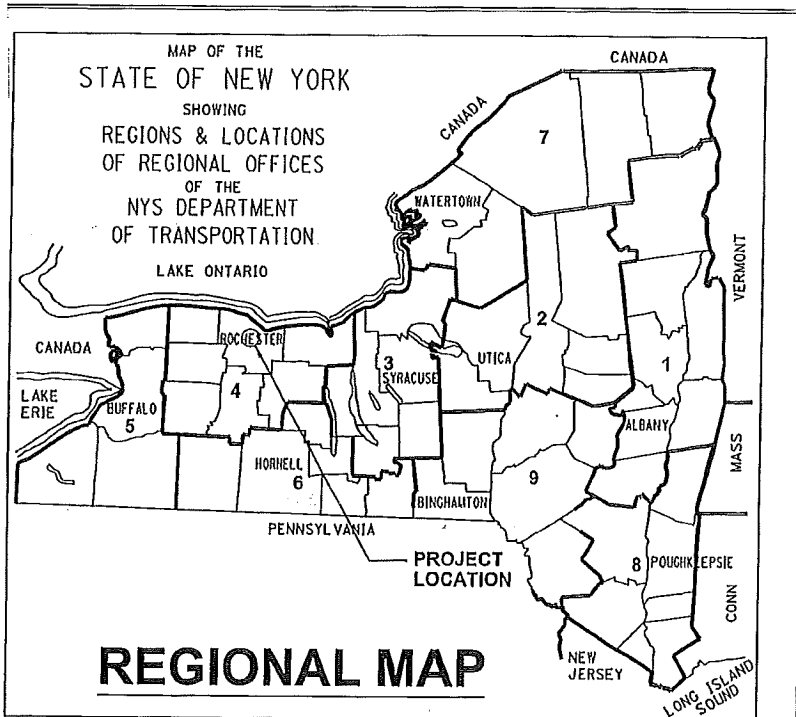 MAP OF THE
STATE OF NEW YORK
SHOWING
REGIONS & LOCATIONS
OF REGIONAL OFFICES
OF THE
NYS DEPARTMENT
OF TRANSPORTATION
CANADA
CANADA
7
WATERTOWN
LAKE ONTARIO
VERMONT
CANADA
ROCHESTER
2
UTICA
3
SYRACUSE
1
LAKE
ERIE
BUFFALO
5
4
ALBANY
MASS
HORNELL
6
9
BINGHAMTON
PENNSYLVANIA
PROJECT
LOCATION
8
POUGHKEEPSIE
CONN
REGIONAL MAP
NEW
JERSEY
LONG ISLAND
SOUND